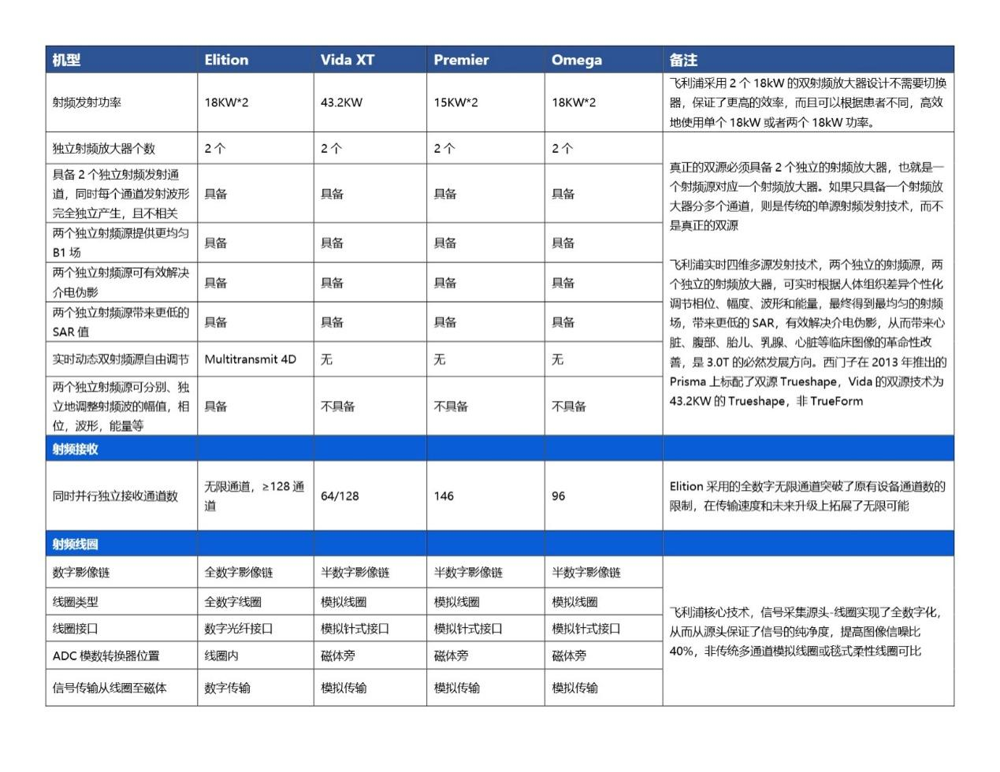 机型 Elition Vida XT Premier Omega 备注
射频发射功率 18KW*2 43.2KW 15KW*2 18KW*2
飞利浦采用 2 个 18kW 的双射频放大器设计不需要切换
器，保证了更高的效率，而且可以根据患者不同，高效
地使用单个 18kW 或者两个 18kW 功率。
独立射频放大器个数 2 个 2 个 2 个 2 个
具备 2 个独立射频发射通
道，同时每个通道发射波形
完全独立产生，且不相关
具备 具备 具备 具备
两个独立射频源提供更均匀
B1 场
具备 具备 具备 具备
两个独立射频源可有效解决
介电伪影
具备 具备 具备 具备
两个独立射频源带来更低的
SAR 值
具备 具备 具备 具备
实时动态双射频源自由调节 Multitransmit 4D 无 无 无
两个独立射频源可分别、独
立地调整射频波的幅值，相
位，波形，能量等
具备 不具备 不具备 不具备
真正的双源必须具备 2 个独立的射频放大器，也就是一
个射频源对应一个射频放大器。如果只具备一个射频放
大器分多个通道，则是传统的单源射频发射技术，而不
是真正的双源
飞利浦实时四维多源发射技术，两个独立的射频源，两
个独立的射频放大器，可实时根据人体组织差异个性化
调节相位、幅度、波形和能量，最终得到最均匀的射频
场，带来更低的 SAR，有效解决介电伪影，从而带来心
脏、腹部、胎儿、乳腺、心脏等临床图像的革命性改
善，是 3.0T 的必然发展方向。西门子在 2013 年推出的
Prisma 上标配了双源 Trueshape，Vida 的双源技术为
43.2KW 的 Trueshape，非 TrueForm
射频接收
同时并行独立接收通道数
无限通道，≥128 通
道
64/128 146 96
Elition 采用的全数字无限通道突破了原有设备通道数的
限制，在传输速度和未来升级上拓展了无限可能
射频线圈
数字影像链 全数字影像链 半数字影像链 半数字影像链 半数字影像链
线圈类型 全数字线圈 模拟线圈 模拟线圈 模拟线圈
线圈接口 数字光纤接口 模拟针式接口 模拟针式接口 模拟针式接口
ADC 模数转换器位置 线圈内 磁体旁 磁体旁 磁体旁
信号传输从线圈至磁体 数字传输 模拟传输 模拟传输 模拟传输
飞利浦核心技术，信号采集源头-线圈实现了全数字化，
从而从源头保证了信号的纯净度，提高图像信噪比
40%，非传统多通道模拟线圈或毯式柔性线圈可比